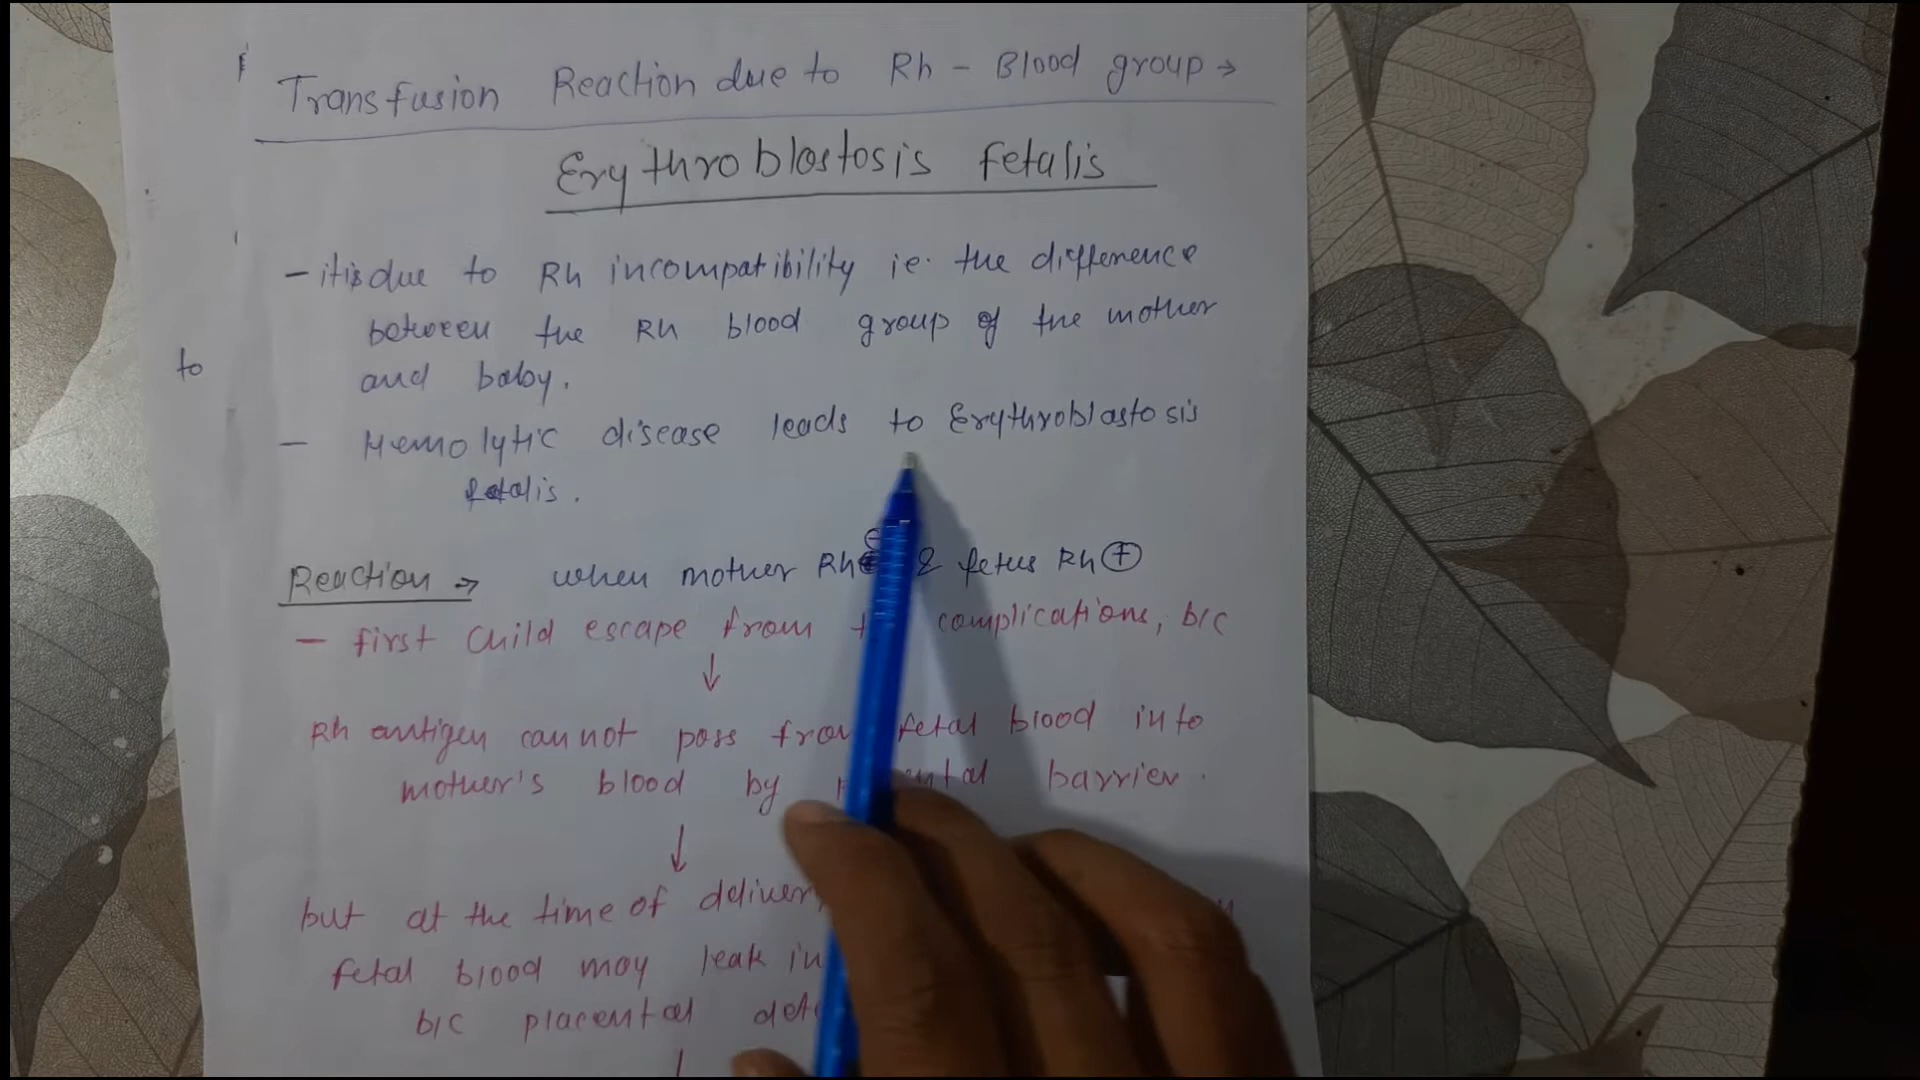 Transfusion Reaction due to Rh - Blood group →
Erythroblastosis fetalis
- it is due to Rh incompatibility ie. the difference
between the Rh blood group of the mother
to
and baby.
- Hemolytic disease leads to Erythroblastosis
fetalis.
Reaction → when mother Rh & fetus Rh ⊕
- first child escape from complications, b/c
↓
Rh antigen cannot pass from fetal blood into
mother's blood by barrier.
↓
but at the time of
fetal blood may leak
b/c placental